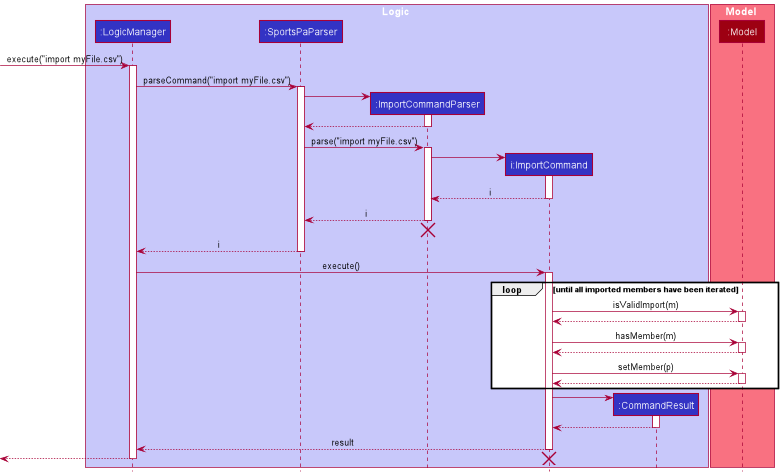 Logic
Model
:LogicManager
:SportsPaParser
:Model
execute("import myFile.csv")
parseCommand("import myFile.csv")
:ImportCommandParser
parse("import myFile.csv")
i:ImportCommand
i
i
i
execute()
loop
[until all imported members have been iterated]
isValidImport(m)
hasMember(m)
setMember(p)
:CommandResult
result